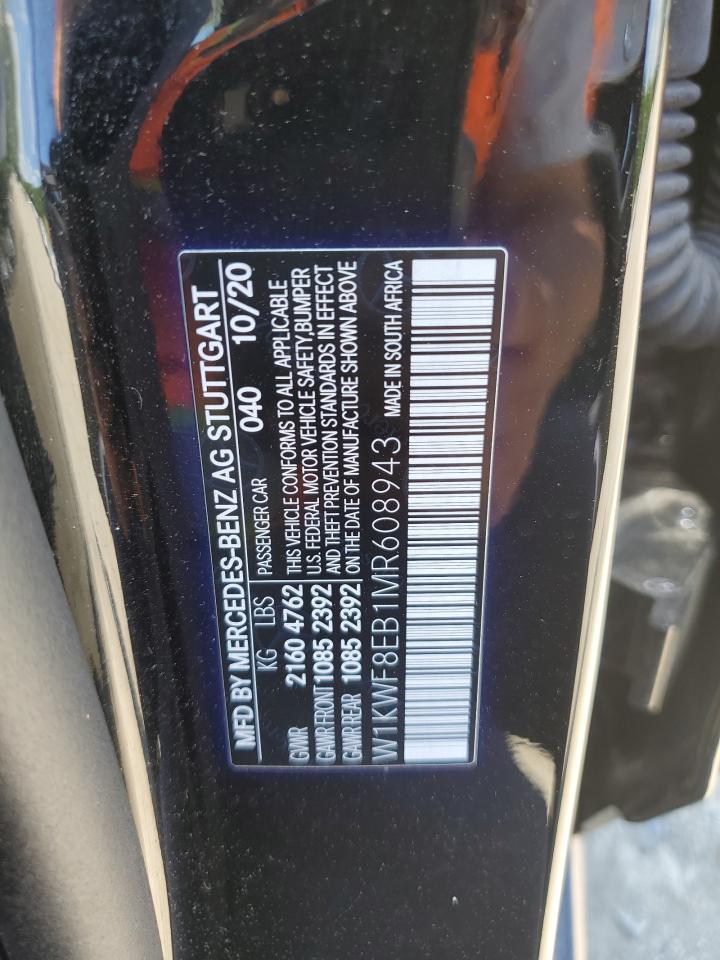 MFD BY MERCEDES-BENZ AG STUTTGART
040 10/20
KG LBS PASSENGER CAR
GVWR 2160 4762 THIS VEHICLE CONFORMS TO ALL APPLICABLE
GAWR FRONT 1085 2392 U.S. FEDERAL MOTOR VEHICLE SAFETY, BUMPER
GAWR REAR 1085 2392 AND THEFT PREVENTION STANDARDS IN EFFECT
ON THE DATE OF MANUFACTURE SHOWN ABOVE
W1KWF8EB1MR608943 MADE IN SOUTH AFRICA